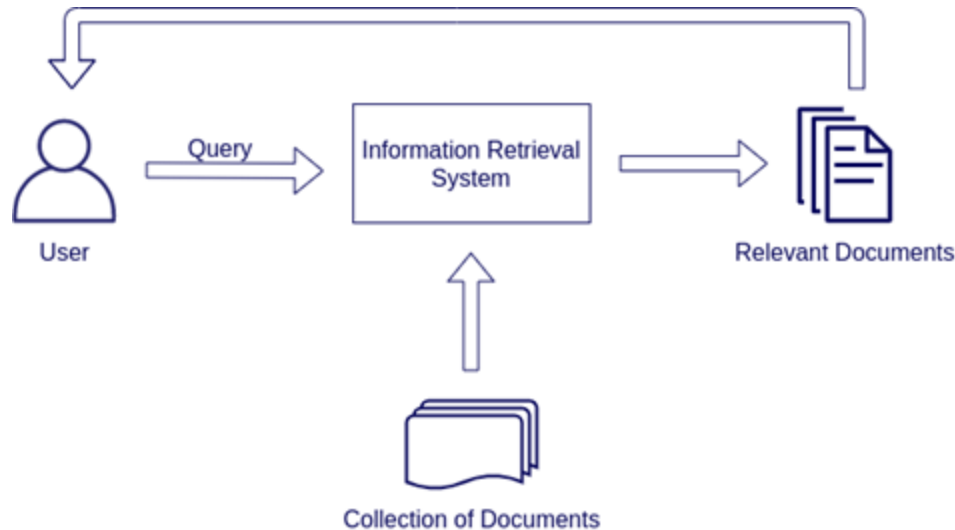 Query
Information Retrieval
System
User
Relevant Documents
Collection of Documents